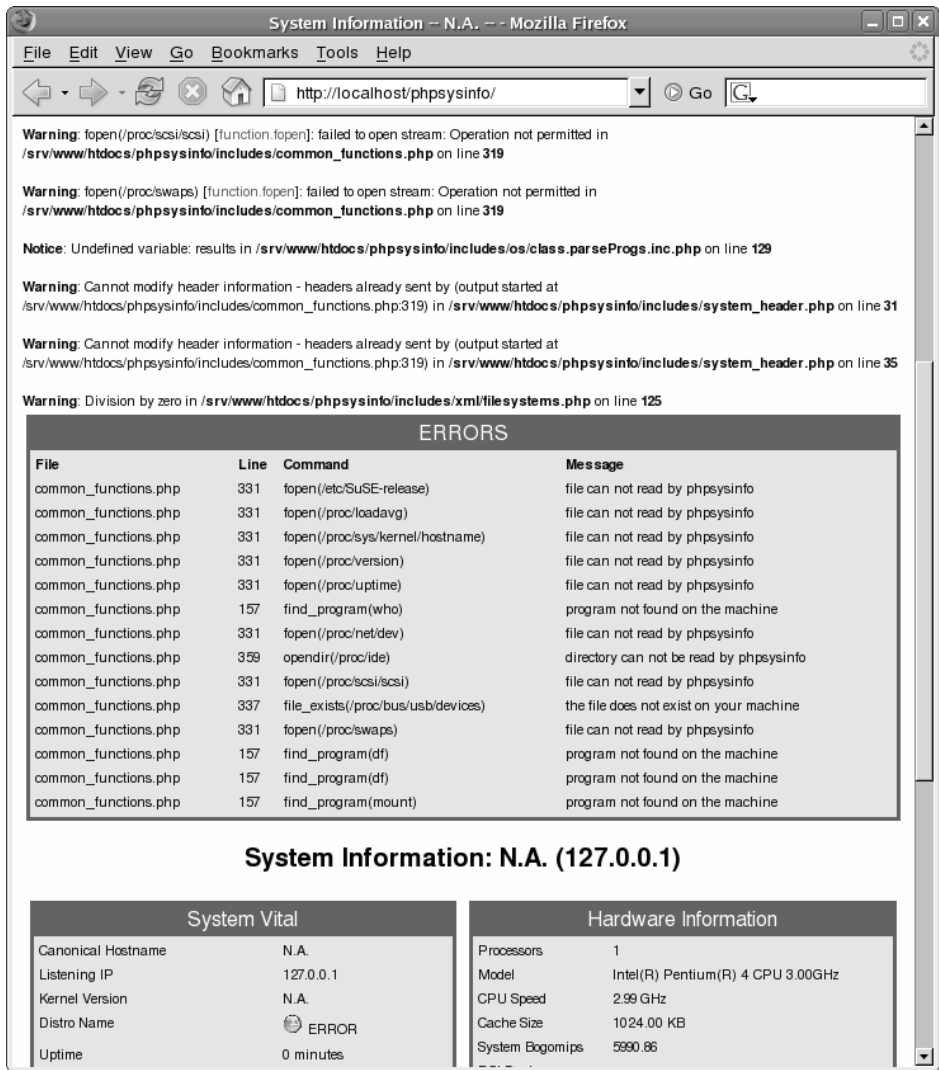 System Information -- N.A. -- - Mozilla Firefox
File Edit View Go Bookmarks Tools Help
http://localhost/phpsysinfo/ Go G
Warning: fopen(/proc/scsi/scsi) [function.fopen]: failed to open stream: Operation not permitted in
/srv/www/htdocs/phpsysinfo/includes/common_functions.php on line 319
Warning: fopen(/proc/swaps) [function.fopen]: failed to open stream: Operation not permitted in
/srv/www/htdocs/phpsysinfo/includes/common_functions.php on line 319
Notice: Undefined variable: results in /srv/www/htdocs/phpsysinfo/includes/os/class.parseProgs.inc.php on line 129
Warning: Cannot modify header information - headers already sent by (output started at
/srv/www/htdocs/phpsysinfo/includes/common_functions.php:319) in /srv/www/htdocs/phpsysinfo/includes/system_header.php on line 31
Warning: Cannot modify header information - headers already sent by (output started at
/srv/www/htdocs/phpsysinfo/includes/common_functions.php:319) in /srv/www/htdocs/phpsysinfo/includes/system_header.php on line 35
Warning: Division by zero in /srv/www/htdocs/phpsysinfo/includes/xml/filesystems.php on line 125
ERRORS
File Line Command Message
common_functions.php 331 fopen(/etc/SuSE-release) file can not read by phpsysinfo
common_functions.php 331 fopen(/proc/loadavg) file can not read by phpsysinfo
common_functions.php 331 fopen(/proc/sys/kernel/hostname) file can not read by phpsysinfo
common_functions.php 331 fopen(/proc/version) file can not read by phpsysinfo
common_functions.php 331 fopen(/proc/uptime) file can not read by phpsysinfo
common_functions.php 157 find_program(who) program not found on the machine
common_functions.php 331 fopen(/proc/net/dev) file can not read by phpsysinfo
common_functions.php 359 opendir(/proc/ide) directory can not be read by phpsysinfo
common_functions.php 331 fopen(/proc/scsi/scsi) file can not read by phpsysinfo
common_functions.php 337 file_exists(/proc/bus/usb/devices) the file does not exist on your machine
common_functions.php 331 fopen(/proc/swaps) file can not read by phpsysinfo
common_functions.php 157 find_program(df) program not found on the machine
common_functions.php 157 find_program(df) program not found on the machine
common_functions.php 157 find_program(mount) program not found on the machine
System Information: N.A. (127.0.0.1)
System Vital
Canonical Hostname N.A.
Listening IP 127.0.0.1
Kernel Version N.A.
Distro Name ERROR
Uptime 0 minutes
Hardware Information
Processors 1
Model Intel(R) Pentium(R) 4 CPU 3.00GHz
CPU Speed 2.99 GHz
Cache Size 1024.00 KB
System Bogomips 5990.86